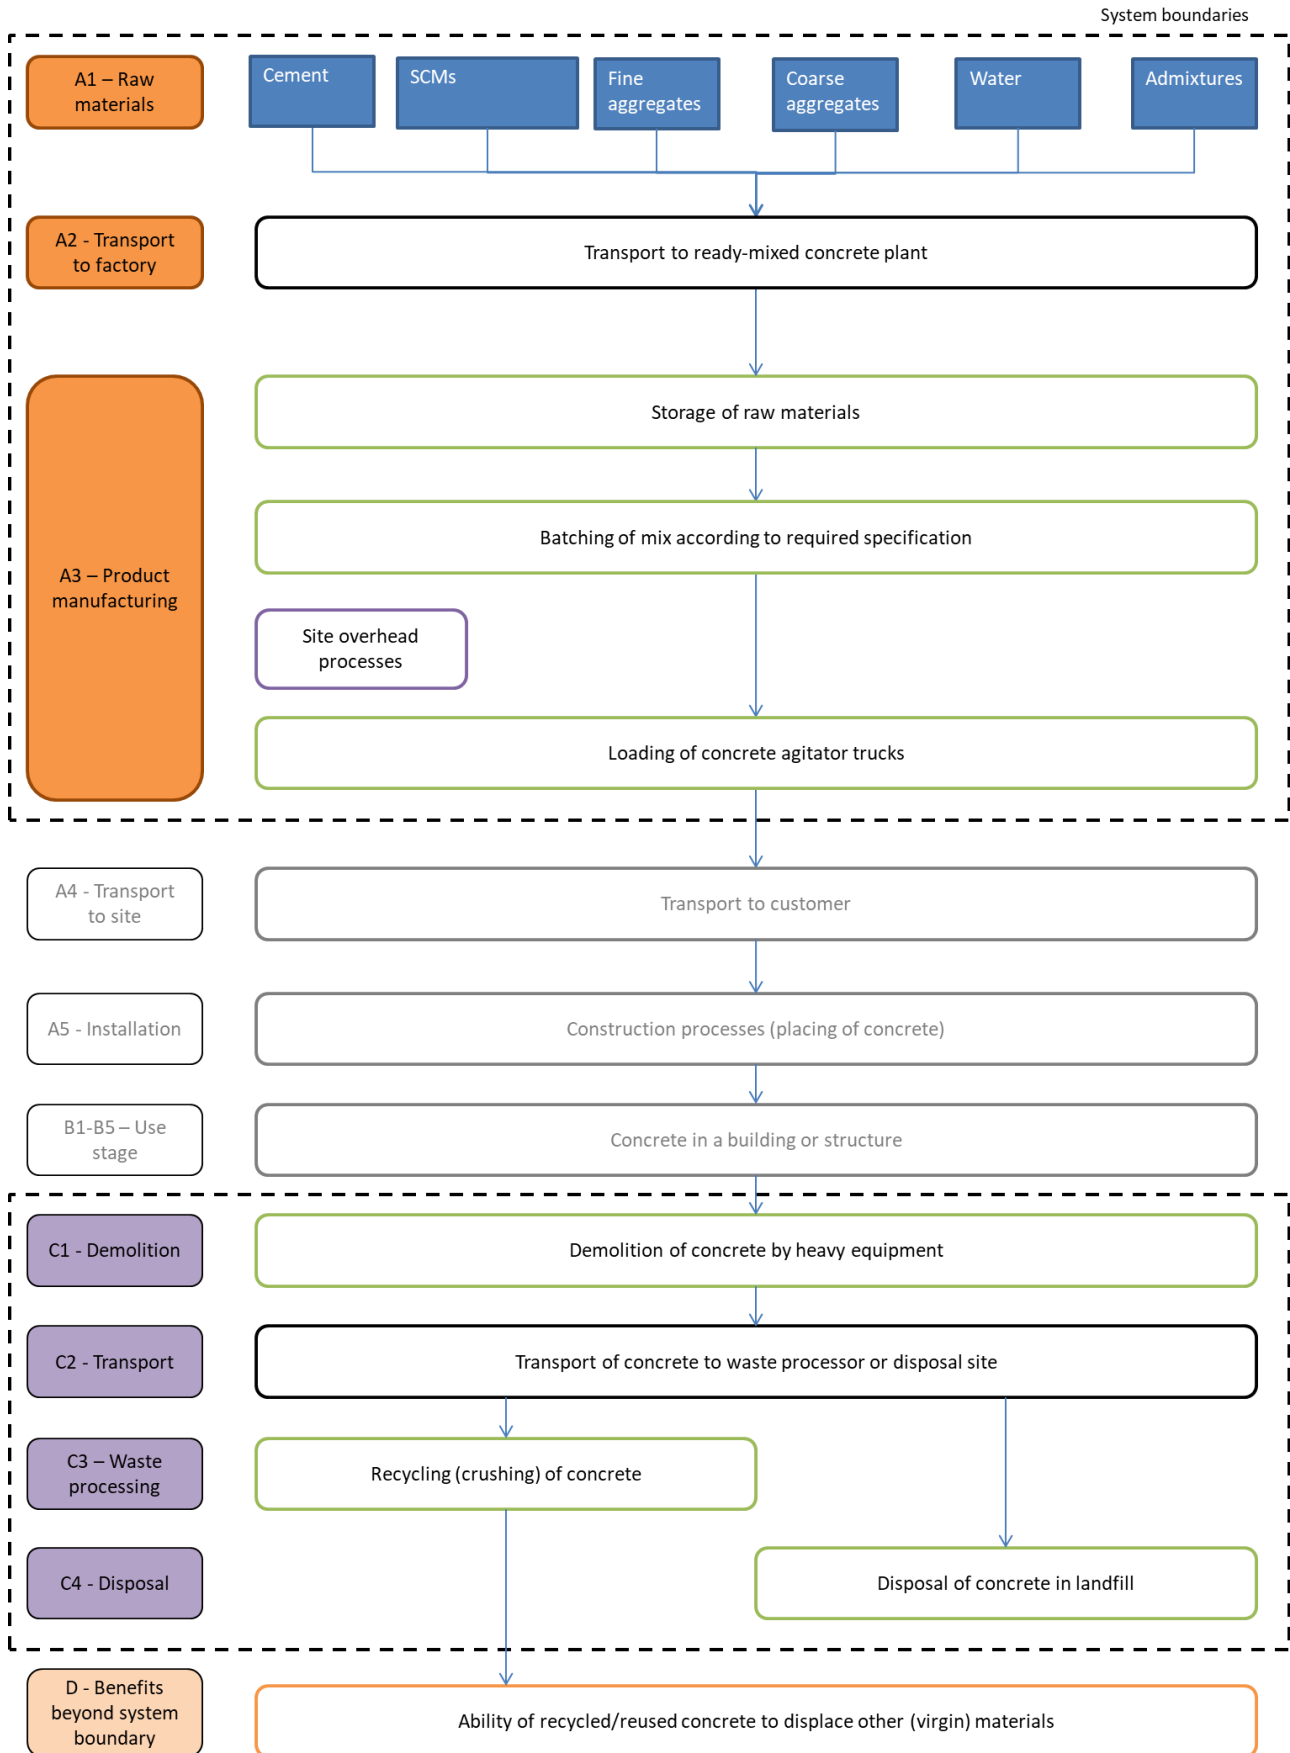 System boundaries
A1 – Raw
materials
Cement
SCMs
Fine
aggregates
Coarse
aggregates
Water
Admixtures
A2 - Transport
to factory
Transport to ready-mixed concrete plant
Storage of raw materials
Batching of mix according to required specification
A3 – Product
manufacturing
Site overhead
processes
Loading of concrete agitator trucks
A4 - Transport
to site
Transport to customer
A5 - Installation
Construction processes (placing of concrete)
B1-B5 – Use
stage
Concrete in a building or structure
C1 - Demolition
Demolition of concrete by heavy equipment
C2 - Transport
Transport of concrete to waste processor or disposal site
C3 – Waste
processing
Recycling (crushing) of concrete
C4 - Disposal
Disposal of concrete in landfill
D - Benefits
beyond system
boundary
Ability of recycled/reused concrete to displace other (virgin) materials